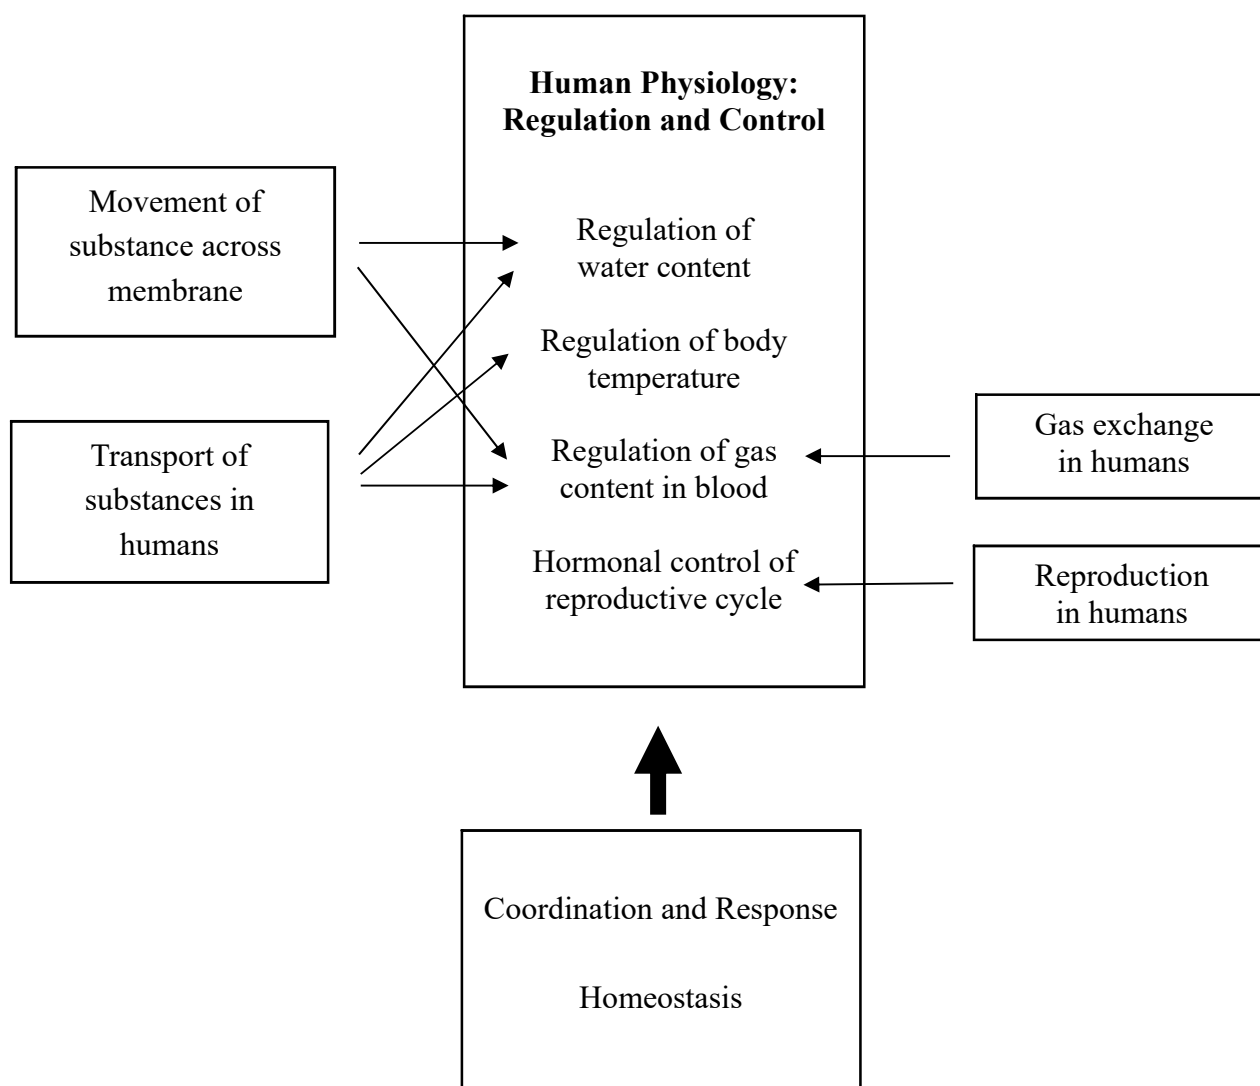 Human Physiology:
Regulation and Control
Movement of
substance across
membrane
Transport of
substances in
humans
Regulation of
water content
Regulation of body
temperature
Regulation of gas
content in blood
Hormonal control of
reproductive cycle
Gas exchange
in humans
Reproduction
in humans
Coordination and Response
Homeostasis